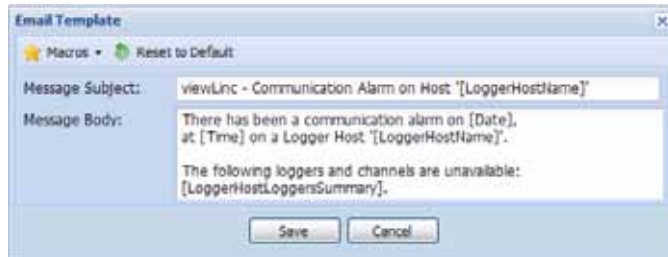 Email Template
Macros Reset to Default
Message Subject: viewLinc - Communication Alarm on Host "[LoggerHostName]"
Message Body: There has been a communication alarm on [Date],
at [Time] on a Logger Host "[LoggerHostName]".
The following loggers and channels are unavailable:
[LoggerHostLoggersSummary].
Save Cancel